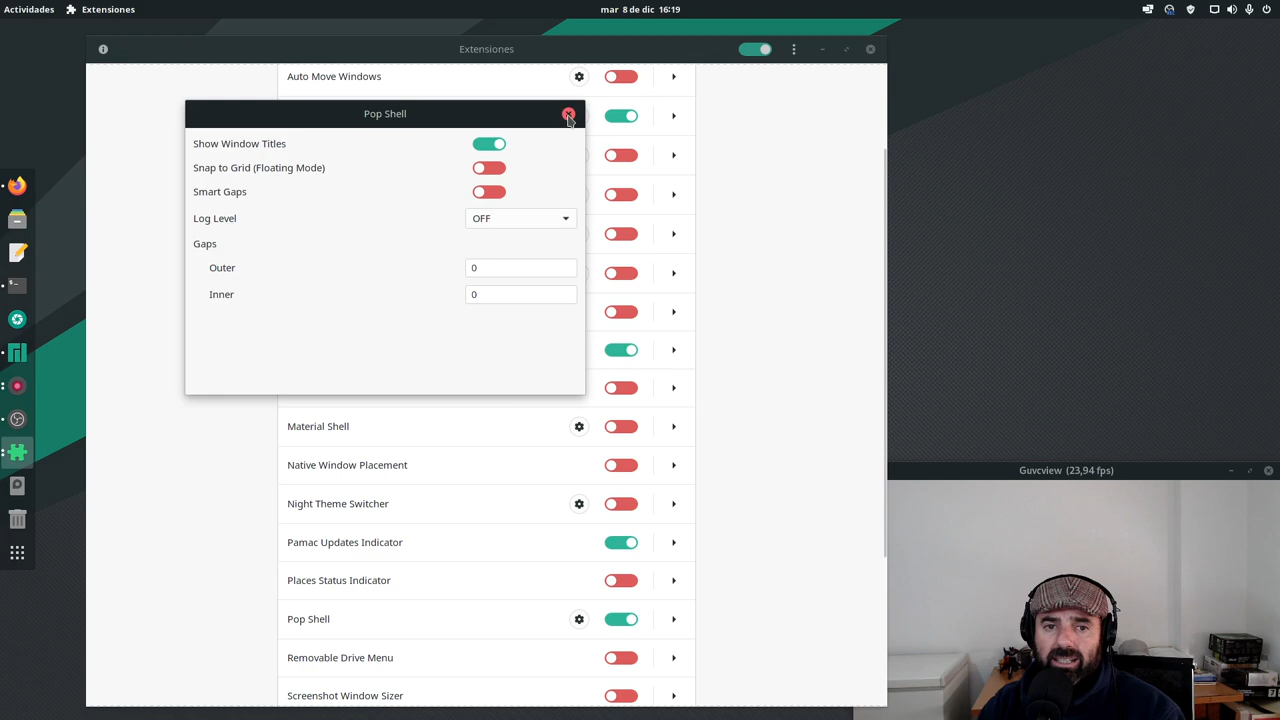 Actividades
Extensiones
mar 8 de dic 16:19
Extensiones
Auto Move Windows
Pop Shell
Show Window Titles
Snap to Grid (Floating Mode)
Smart Gaps
Log Level
OFF
Gaps
Outer
0
Inner
0
Material Shell
Native Window Placement
Night Theme Switcher
Pamac Updates Indicator
Places Status Indicator
Pop Shell
Removable Drive Menu
Screenshot Window Sizer
Guvcview (23,94 fps)